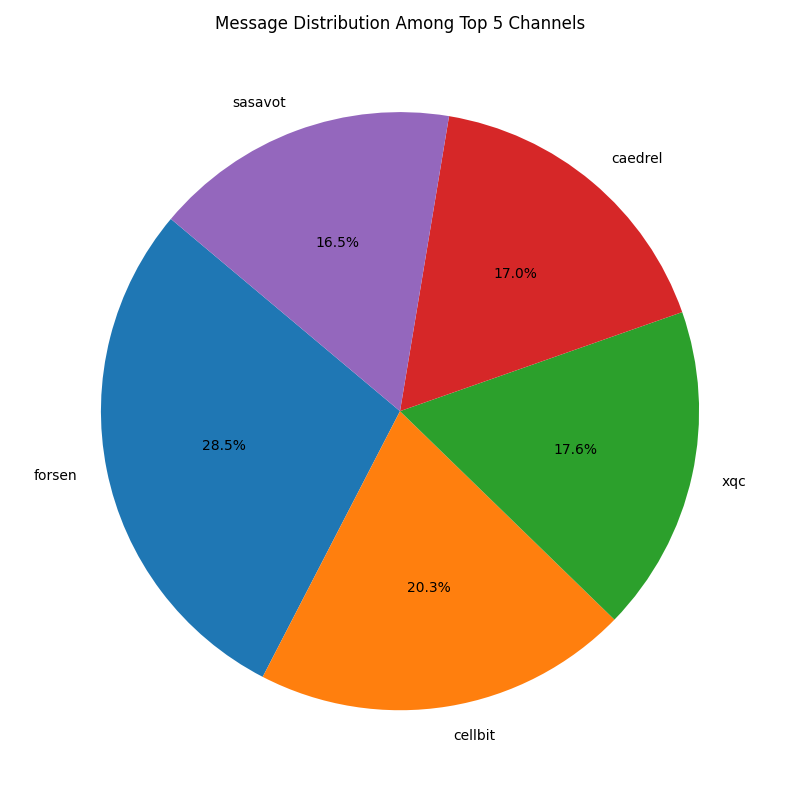 Message Distribution Among Top 5 Channels
sasavot
caedrel
16.5%
17.0%
28.5%
17.6%
forsen
xqc
20.3%
cellbit